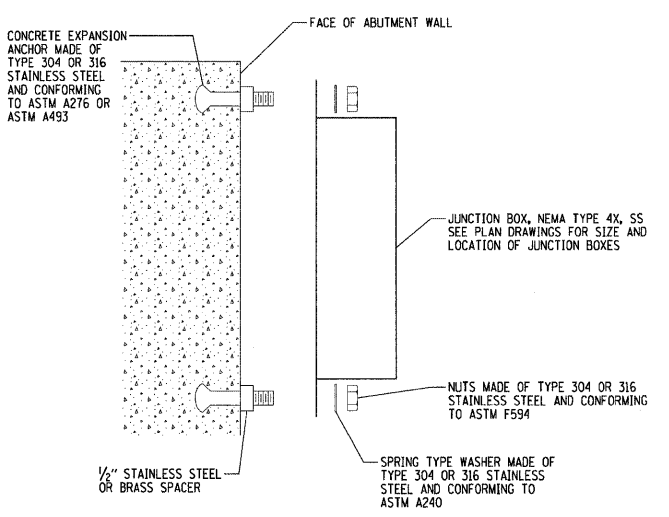 FACE OF ABUTMENT WALL
CONCRETE EXPANSION
ANCHOR MADE OF
TYPE 304 OR 316
STAINLESS STEEL
AND CONFORMING
TO ASTM A276 OR
ASTM A493
JUNCTION BOX, NEMA TYPE 4X, SS
SEE PLAN DRAWINGS FOR SIZE AND
LOCATION OF JUNCTION BOXES
NUTS MADE OF TYPE 304 OR 316
STAINLESS STEEL AND CONFORMING
TO ASTM F594
1/2" STAINLESS STEEL
OR BRASS SPACER
SPRING TYPE WASHER MADE OF
TYPE 304 OR 316 STAINLESS
STEEL AND CONFORMING TO
ASTM A240